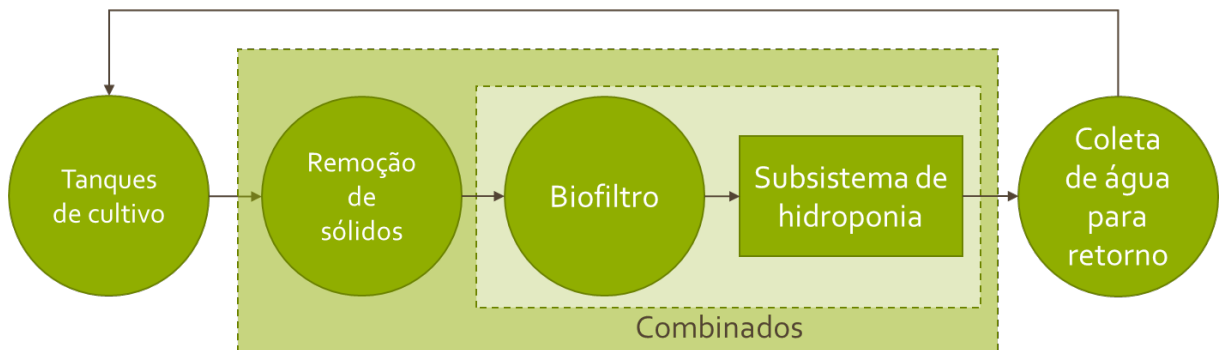 Tanques
de cultivo
Remoção
de
sólidos
Biofiltro
Subsistema de
hidroponia
Coleta
de água
para
retorno
Combinados